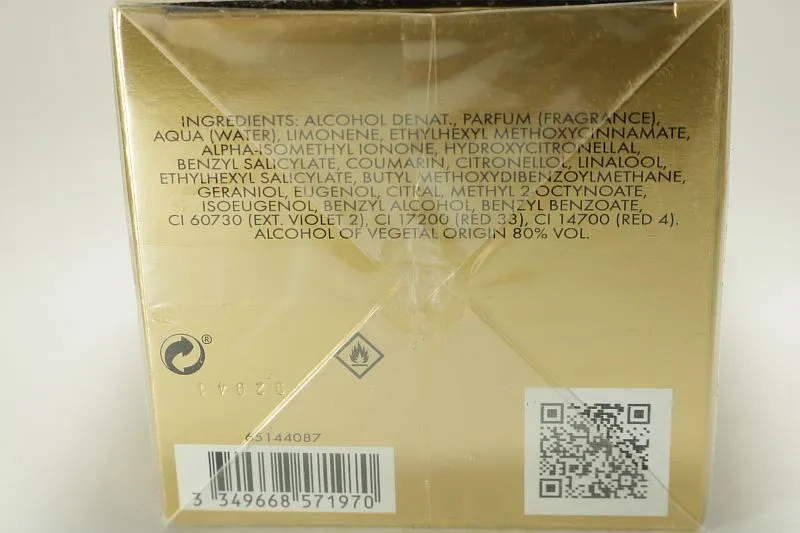 INGREDIENTS: ALCOHOL DENAT., PARFUM (FRAGRANCE),
AQUA (WATER), LIMONENE, ETHYLHEXYL METHOXYCINNAMATE,
ALPHA-ISOMETHYL IONONE, HYDROXYCITRONELLAL,
BENZYL SALICYLATE, COUMARIN, CITRONELLOL, LINALOOL,
ETHYLHEXYL SALICYLATE, BUTYL METHOXYDIBENZOYLMETHANE,
GERANIOL, EUGENOL, CITRAL, METHYL 2-OCTYNOATE,
ISOEUGENOL, BENZYL ALCOHOL, BENZYL BENZOATE,
CI 60730 (EXT. VIOLET 2), CI 17200 (RED 33), CI 14700 (RED 4).
ALCOHOL OF VEGETAL ORIGIN 80% VOL.
®
65144087
3 349668 571970